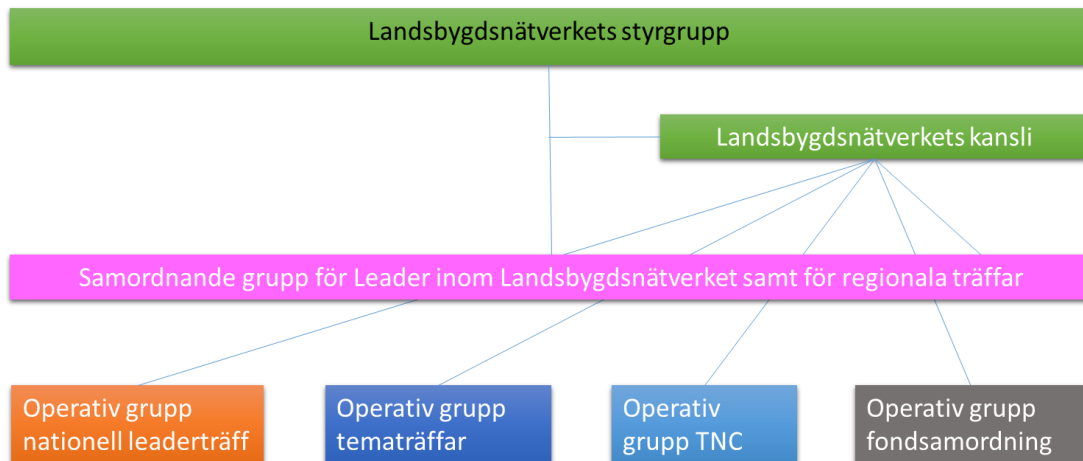 Landsbygdsnätverkets styrgrupp
Landsbygdsnätverkets kansli
Samordnande grupp för Leader inom Landsbygdsnätverket samt för regionala träffar
Operativ grupp
nationell leaderträff
Operativ grupp
tematräffar
Operativ
grupp TNC
Operativ grupp
fondsamordning